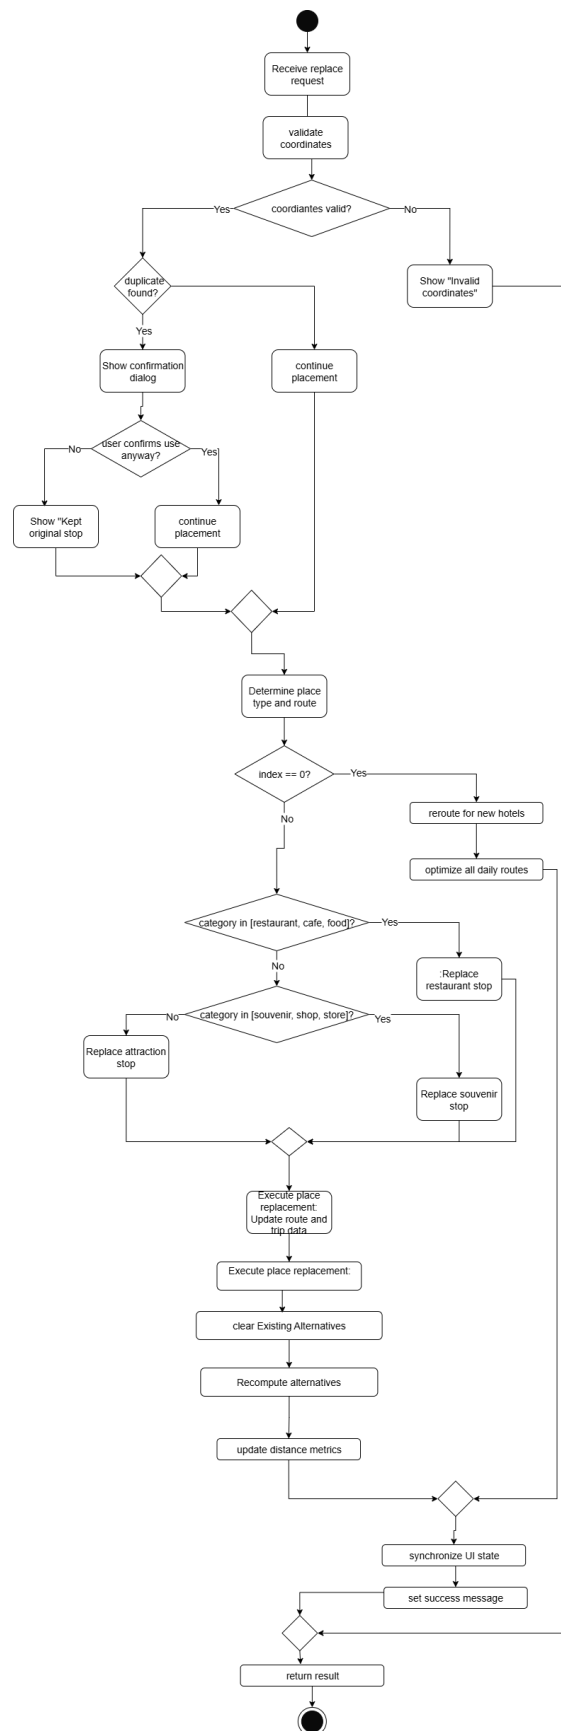 Receive replace
request
validate
coordinates
coordiantes valid?
Yes
No
duplicate
found?
Show "Invalid
coordinates"
Yes
Show confirmation
dialog
continue
placement
user confirms use
anyway?
No
Yes
Show "Kept
original stop
continue
placement
Determine place
type and route
index == 0?
Yes
No
reroute for new hotels
optimize all daily routes
category in [restaurant, cafe, food]?
Yes
No
:Replace
restaurant stop
category in [souvenir, shop, store]?
No
Yes
Replace attraction
stop
Replace souvenir
stop
Execute place
replacement:
Update route and
trip data
Execute place replacement:
clear Existing Alternatives
Recompute alternatives
update distance metrics
synchronize UI state
set success message
return result